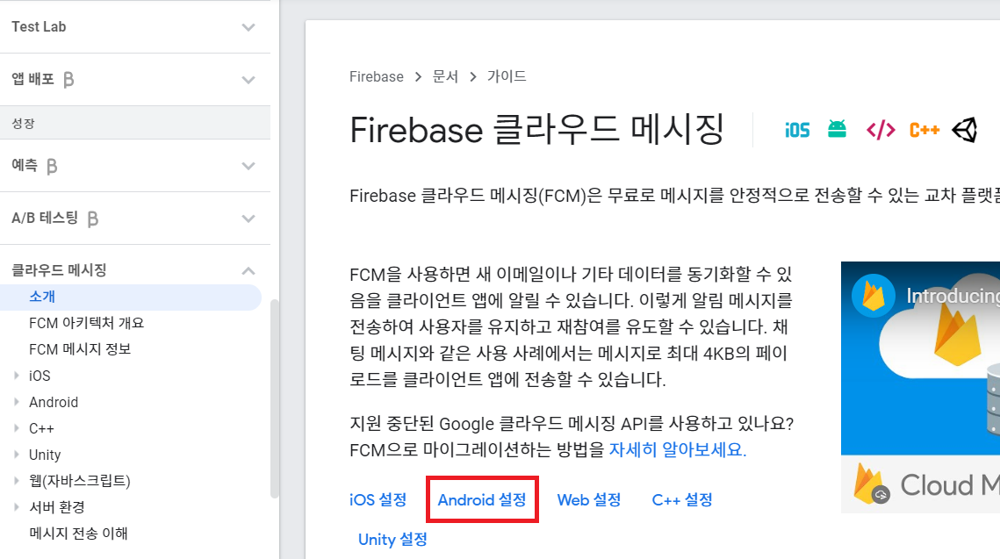 Test Lab
앱 배포 β
성장
예측 β
A/B 테스팅 β
클라우드 메시징
소개
FCM 아키텍처 개요
FCM 메시지 정보
iOS
Android
C++
Unity
웹(자바스크립트)
서버 환경
메시지 전송 이해
Firebase > 문서 > 가이드
Firebase 클라우드 메시징
iOS </> C++
Firebase 클라우드 메시징(FCM)은 무료로 메시지를 안정적으로 전송할 수 있는 교차 플랫폼
FCM을 사용하면 새 이메일이나 기타 데이터를 동기화할 수 있
음을 클라이언트 앱에 알릴 수 있습니다. 이렇게 알림 메시지를
전송하여 사용자를 유지하고 재참여를 유도할 수 있습니다. 채
팅 메시지와 같은 사용 사례에서는 메시지로 최대 4KB의 페이
로드를 클라이언트 앱에 전송할 수 있습니다.
지원 중단된 Google 클라우드 메시징 API를 사용하고 있나요?
FCM으로 마이그레이션하는 방법을 자세히 알아보세요.
iOS 설정 Android 설정 Web 설정 C++ 설정
Unity 설정
Introducing
Cloud M